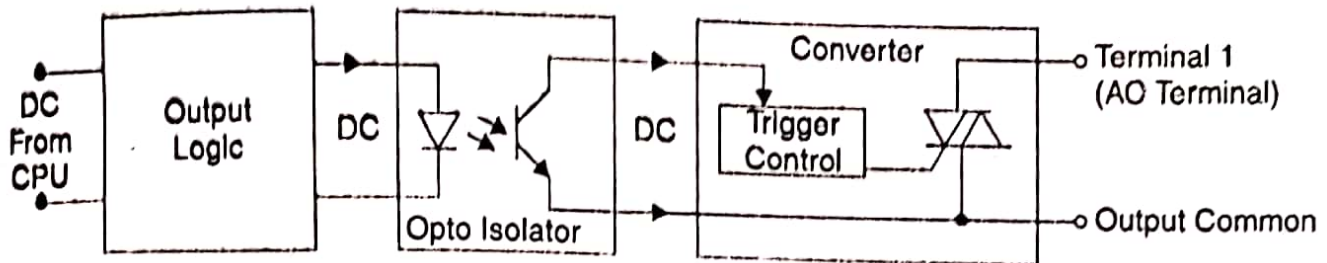 DC
From
CPU
Output
Logic
DC
Opto Isolator
DC
Converter
Trigger
Control
Terminal 1
(AO Terminal)
Output Common